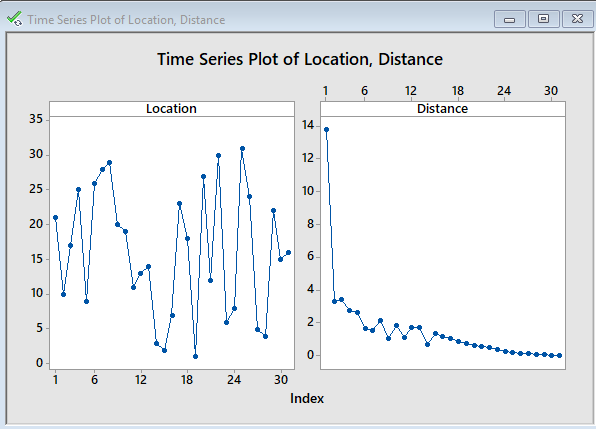 Time Series Plot of Location, Distance
Time Series Plot of Location, Distance
1 6 12 18 24 30
Location
Distance
35
30
25
20
15
10
5
0
14
12
10
8
6
4
2
0
1 6 12 18 24 30
Index